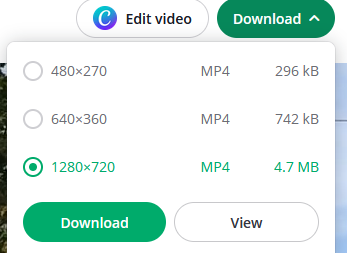 Edit video Download
480×270 MP4 296 kB
640×360 MP4 742 kB
1280×720 MP4 4.7 MB
Download View